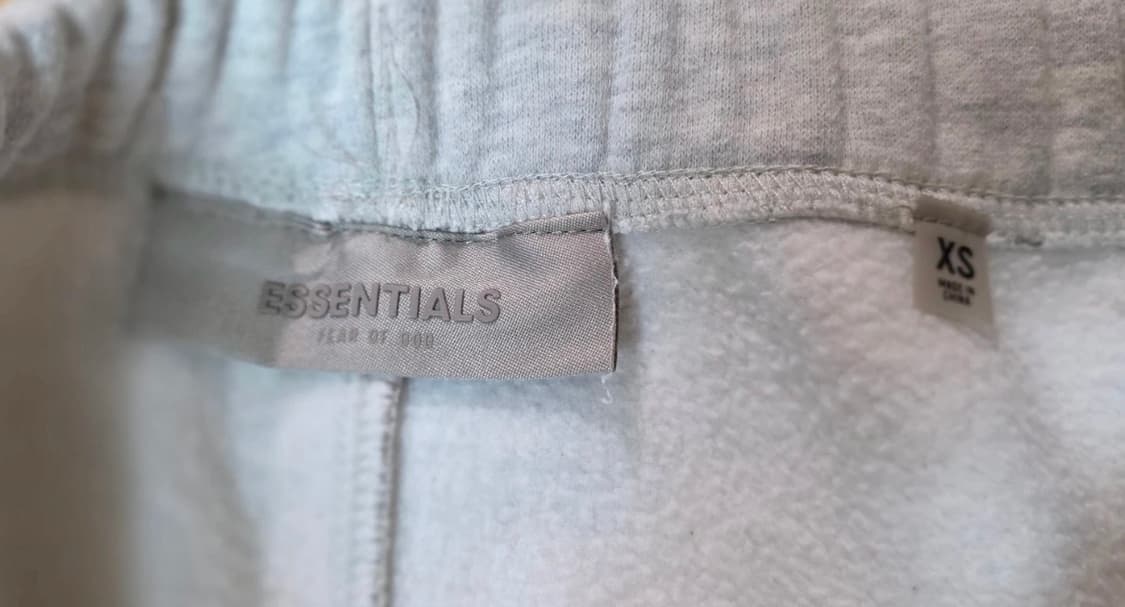 ESSENTIALS
FEAR OF GOD
XS
MADE IN
CHINA